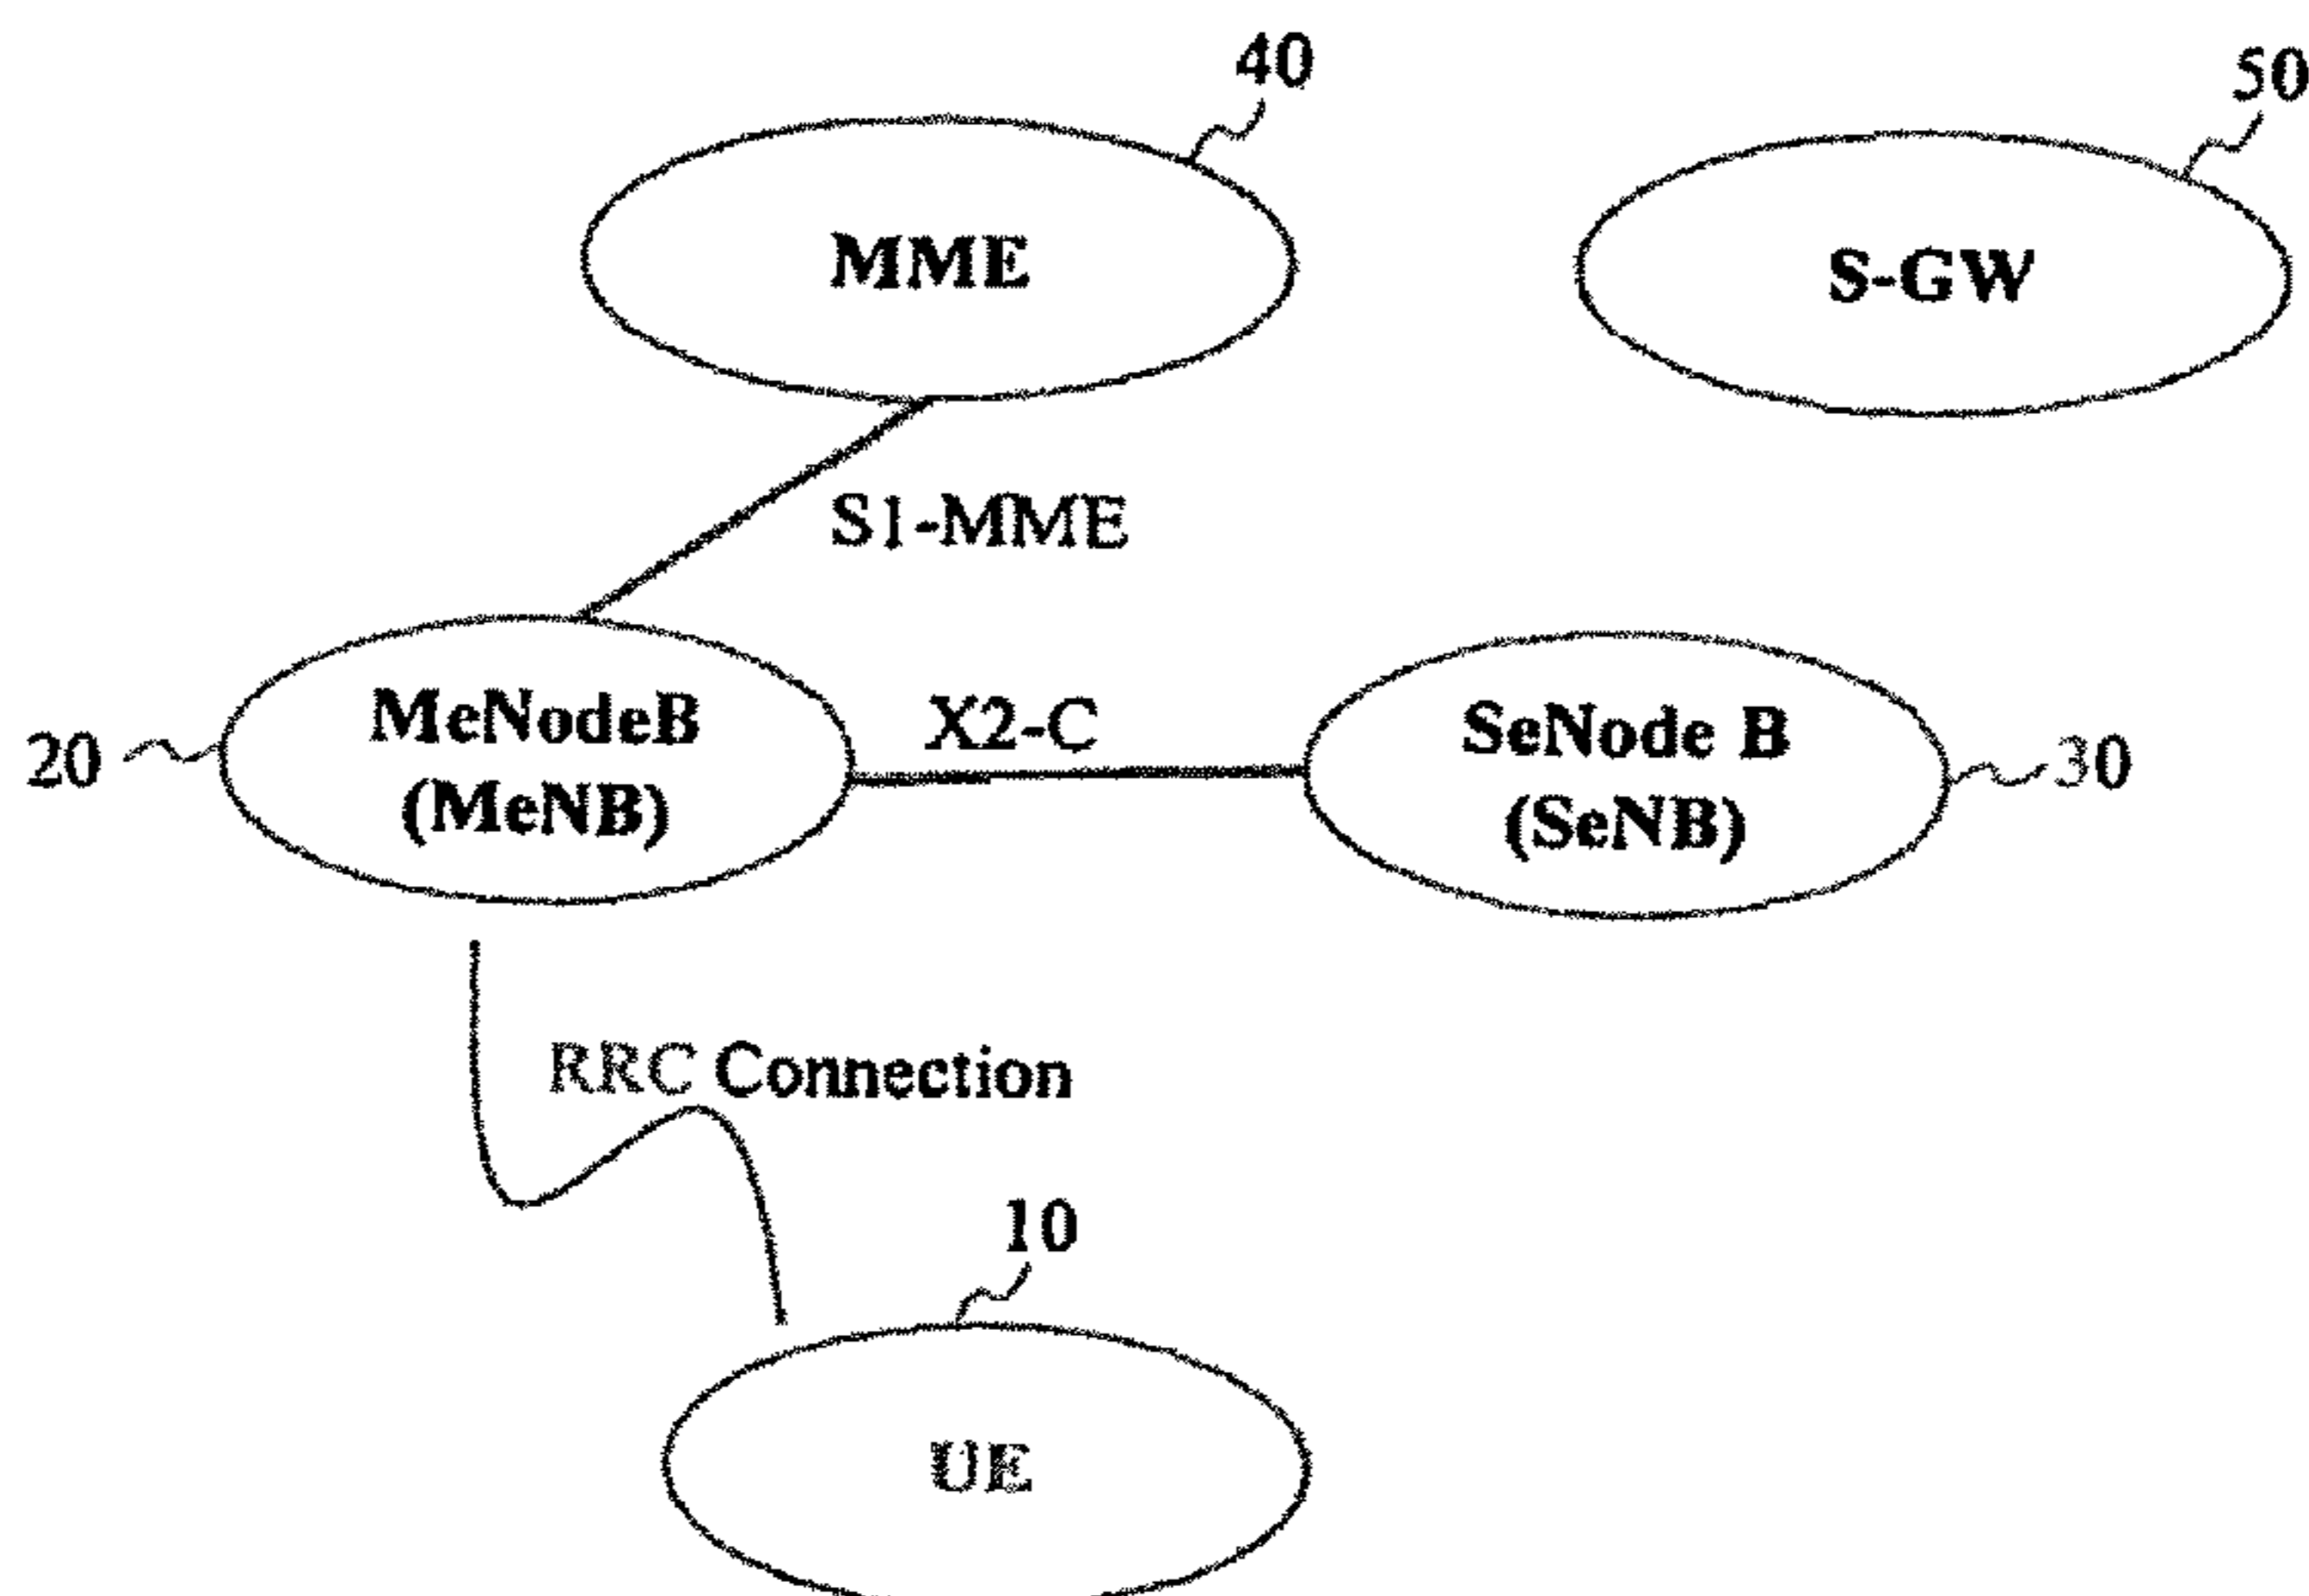 40
50
MME
S-GW
S1-MME
MeNodeB
(MeNB)
X2-C
SeNode B
(SeNB)
20
30
RRC Connection
10
UE